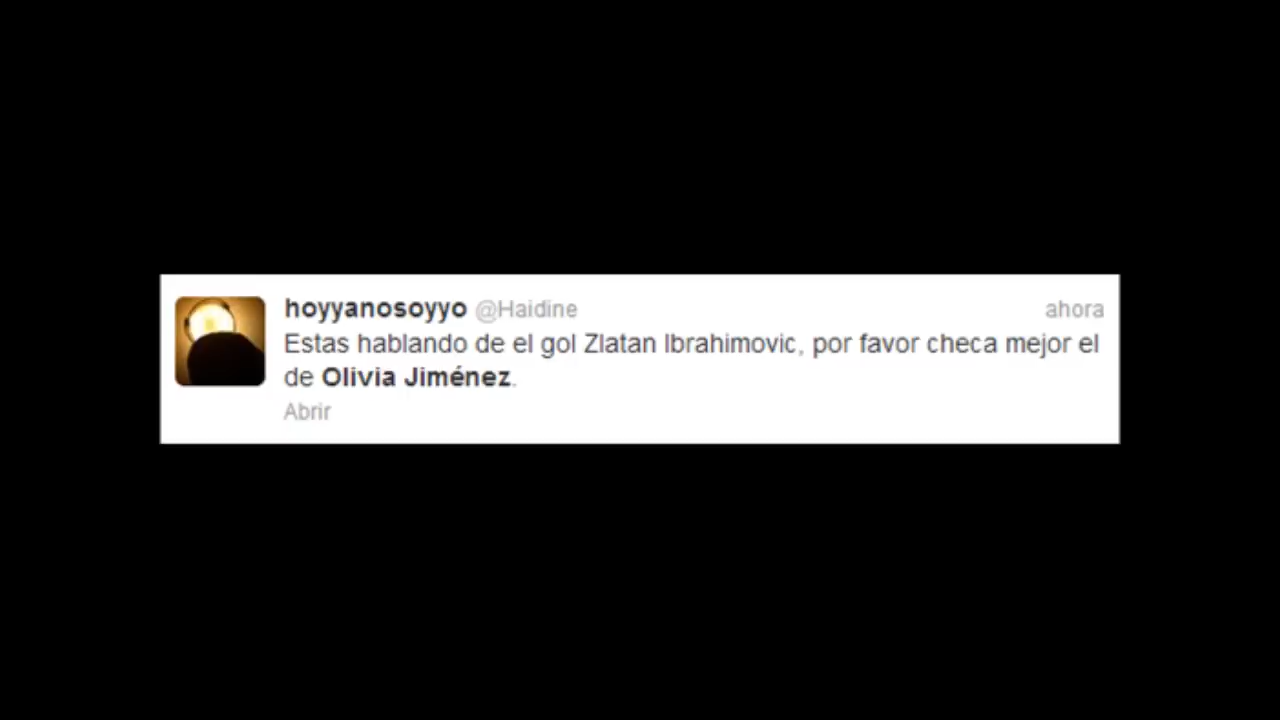 hoyyanosoyyo @Haidine ahora
Estas hablando de el gol Zlatan Ibrahimovic, por favor checa mejor el
de Olivia Jiménez.
Abrir